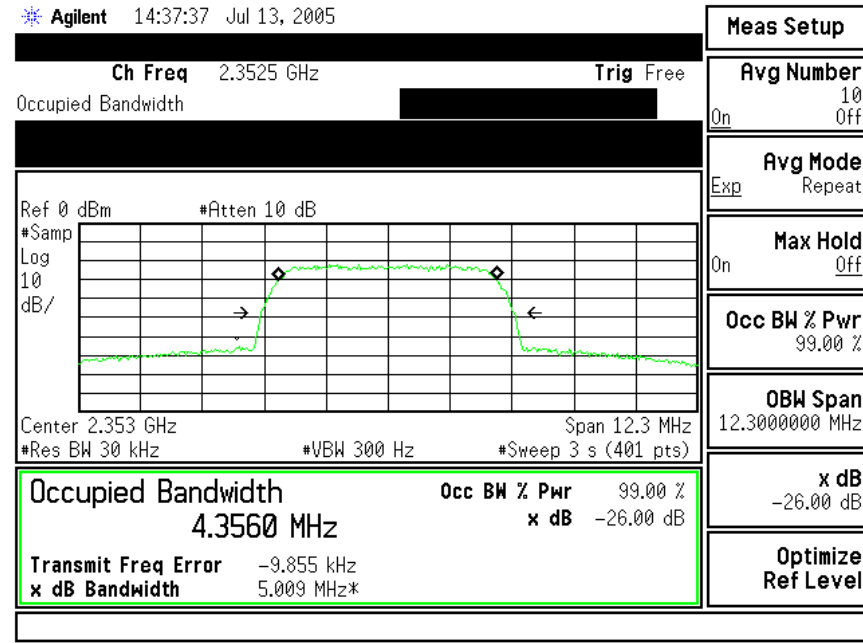 Agilent 14:37:37 Jul 13, 2005
Ch Freq 2.3525 GHz Trig Free
Occupied Bandwidth
Ref 0 dBm #Atten 10 dB
#Samp
Log
10
dB/
Center 2.353 GHz Span 12.3 MHz
#Res BW 30 kHz #VBW 300 Hz #Sweep 3 s (401 pts)
Occupied Bandwidth Occ BW % Pwr 99.00 %
4.3560 MHz x dB -26.00 dB
Transmit Freq Error -9.855 kHz
x dB Bandwidth 5.009 MHz*
Meas Setup
Avg Number
10
On Off
Avg Mode
Exp Repeat
Max Hold
On Off
Occ BW % Pwr
99.00 %
OBW Span
12.3000000 MHz
x dB
-26.00 dB
Optimize
Ref Level